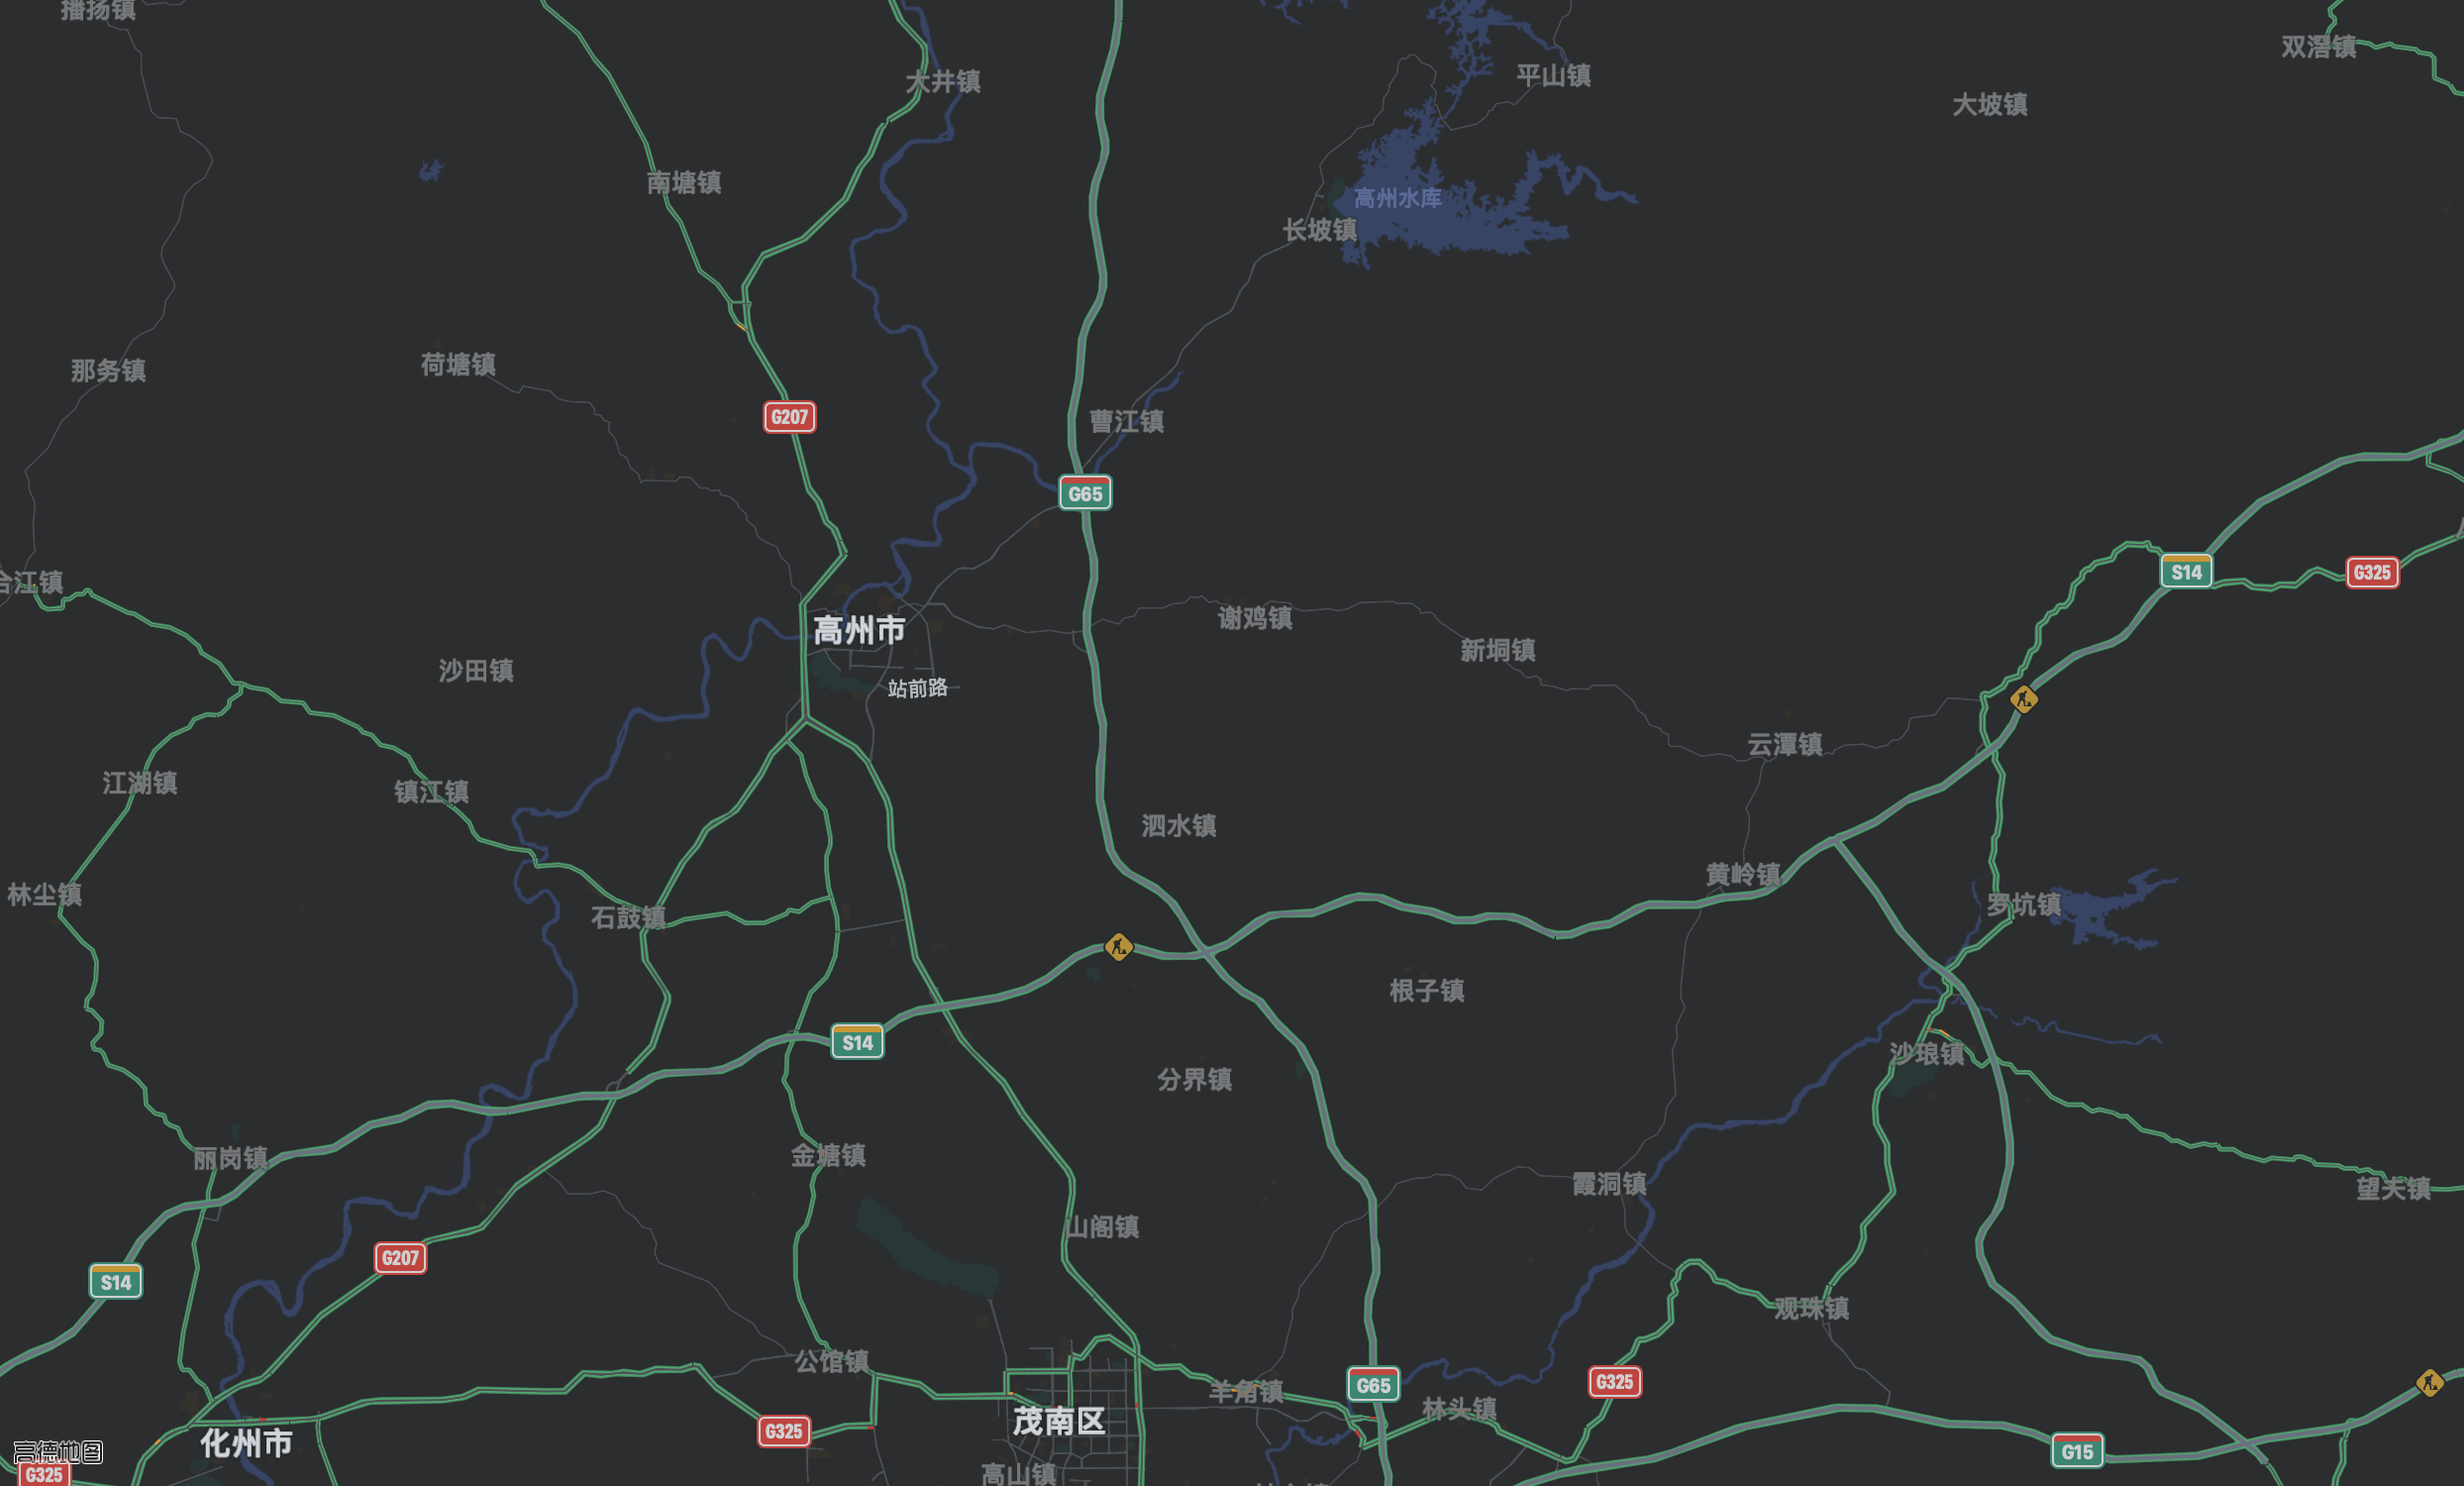 播扬镇
双滘镇
平山镇
大井镇
大坡镇
南塘镇
高州水库
长坡镇
荷塘镇
那务镇
G207
曹江镇
G65
S14
G325
合江镇
谢鸡镇
高州市
新垌镇
沙田镇
站前路
云潭镇
江湖镇
镇江镇
泗水镇
黄岭镇
林尘镇
罗坑镇
石鼓镇
根子镇
S14
沙琅镇
分界镇
金塘镇
丽岗镇
霞洞镇
望夫镇
山阁镇
G207
S14
观珠镇
公馆镇
G65
G325
羊角镇
林头镇
茂南区
G325
化州市
高德地图
G15
G325
高山镇